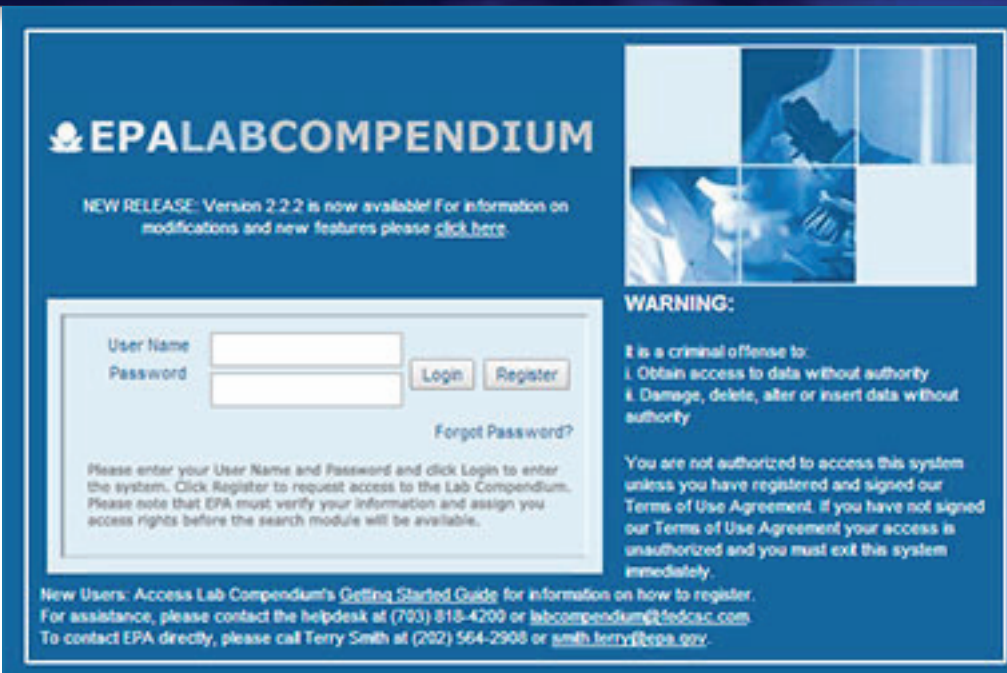 EPALABCOMPENDIUM
NEW RELEASE: Version 2.2.2 is now available! For information on
modifications and new features please click here.
User Name
Password
Login
Register
Forgot Password?
Please enter your User Name and Password and click Login to enter
the system. Click Register to request access to the Lab Compendium.
Please note that EPA must verify your information and assign you
access rights before the search module will be available.
WARNING:
It is a criminal offense to:
i. Obtain access to data without authority
ii. Damage, delete, alter or insert data without
authority
You are not authorized to access this system
unless you have registered and signed our
Terms of Use Agreement. If you have not signed
our Terms of Use Agreement your access is
unauthorized and you must exit this system
immediately.
New Users: Access Lab Compendium's Getting Started Guide for information on how to register.
For assistance, please contact the helpdesk at (703) 818-4200 or labcompendium@fedcsc.com.
To contact EPA directly, please call Terry Smith at (202) 564-2908 or smith.terry@epa.gov.